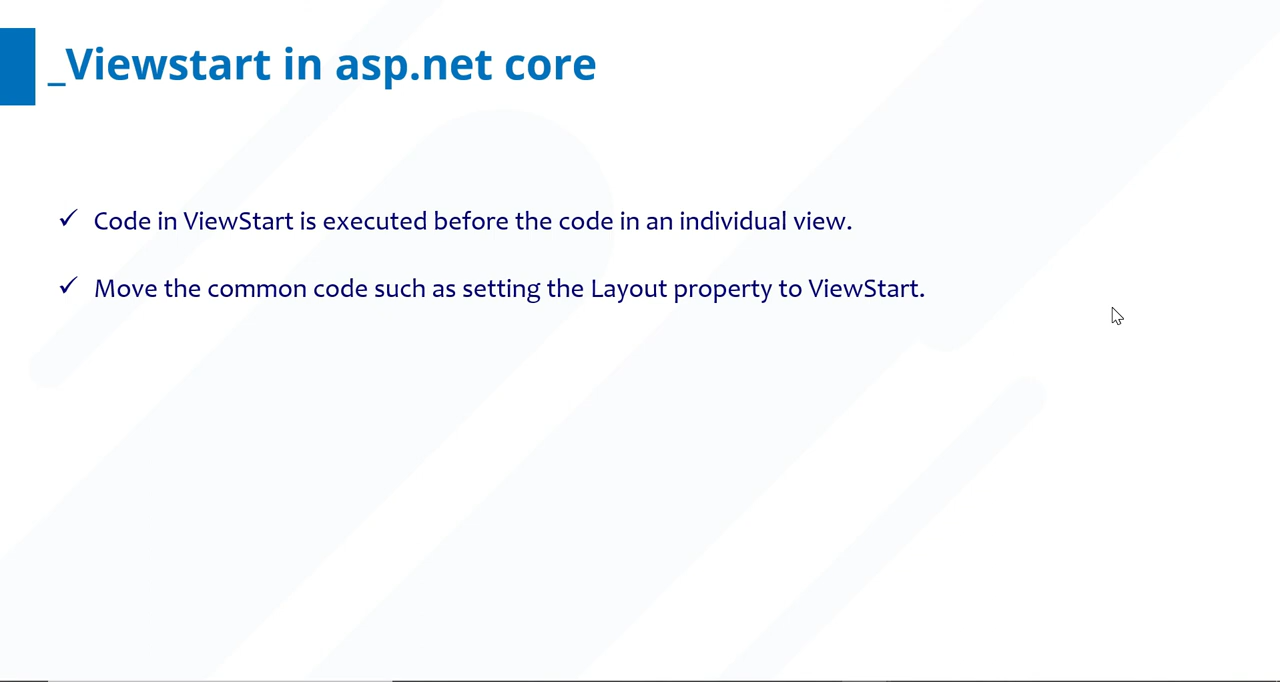 _Viewstart in asp.net core
✓ Code in ViewStart is executed before the code in an individual view.
✓ Move the common code such as setting the Layout property to ViewStart.